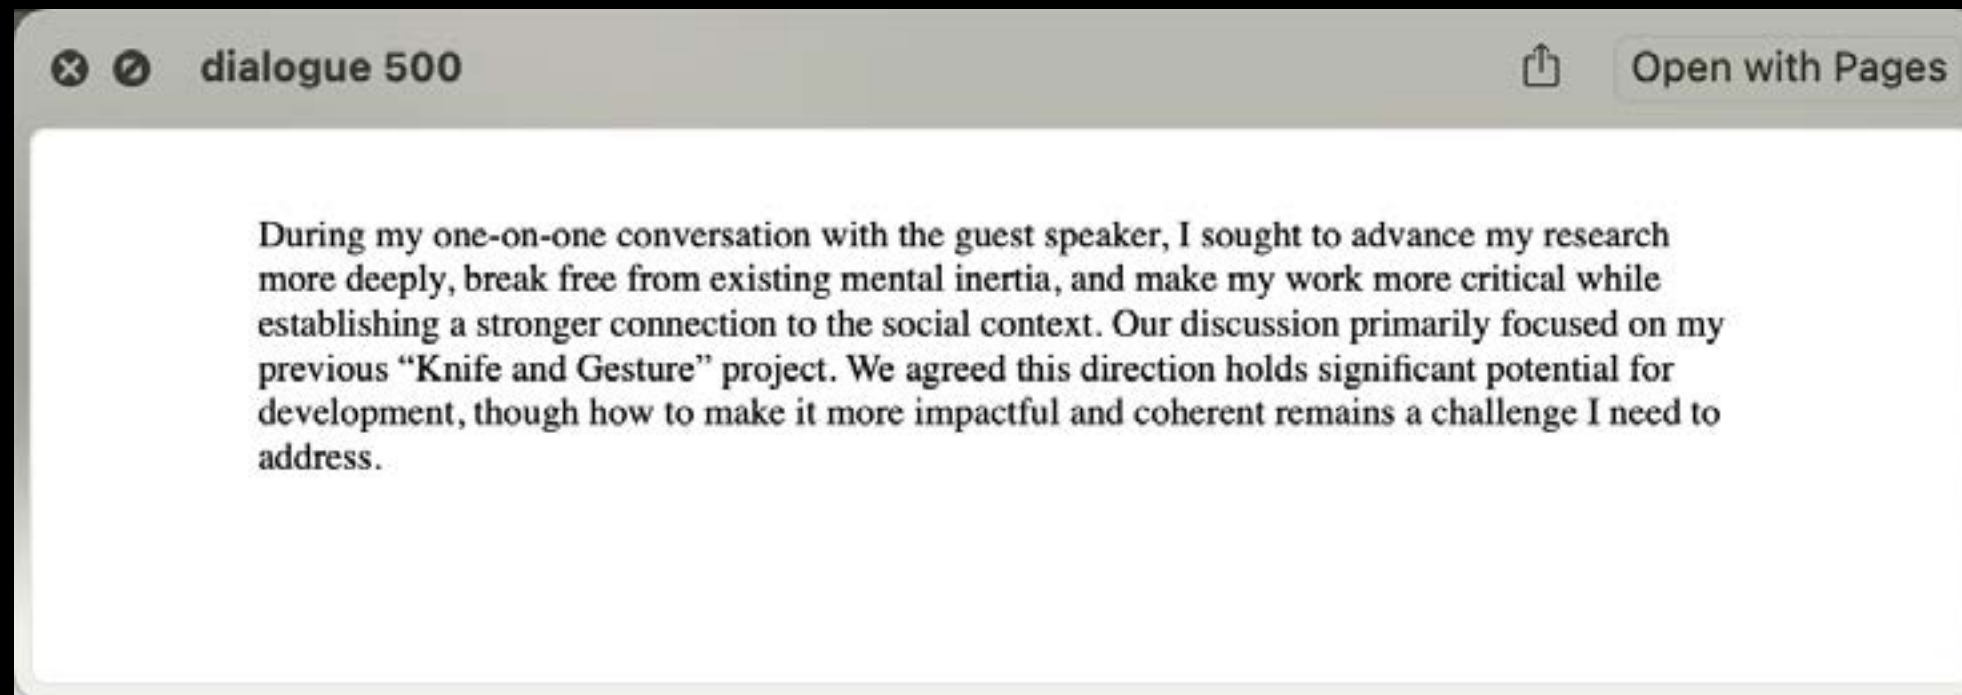 dialogue 500
Open with Pages
During my one-on-one conversation with the guest speaker, I sought to advance my research
more deeply, break free from existing mental inertia, and make my work more critical while
establishing a stronger connection to the social context. Our discussion primarily focused on my
previous “Knife and Gesture” project. We agreed this direction holds significant potential for
development, though how to make it more impactful and coherent remains a challenge I need to
address.